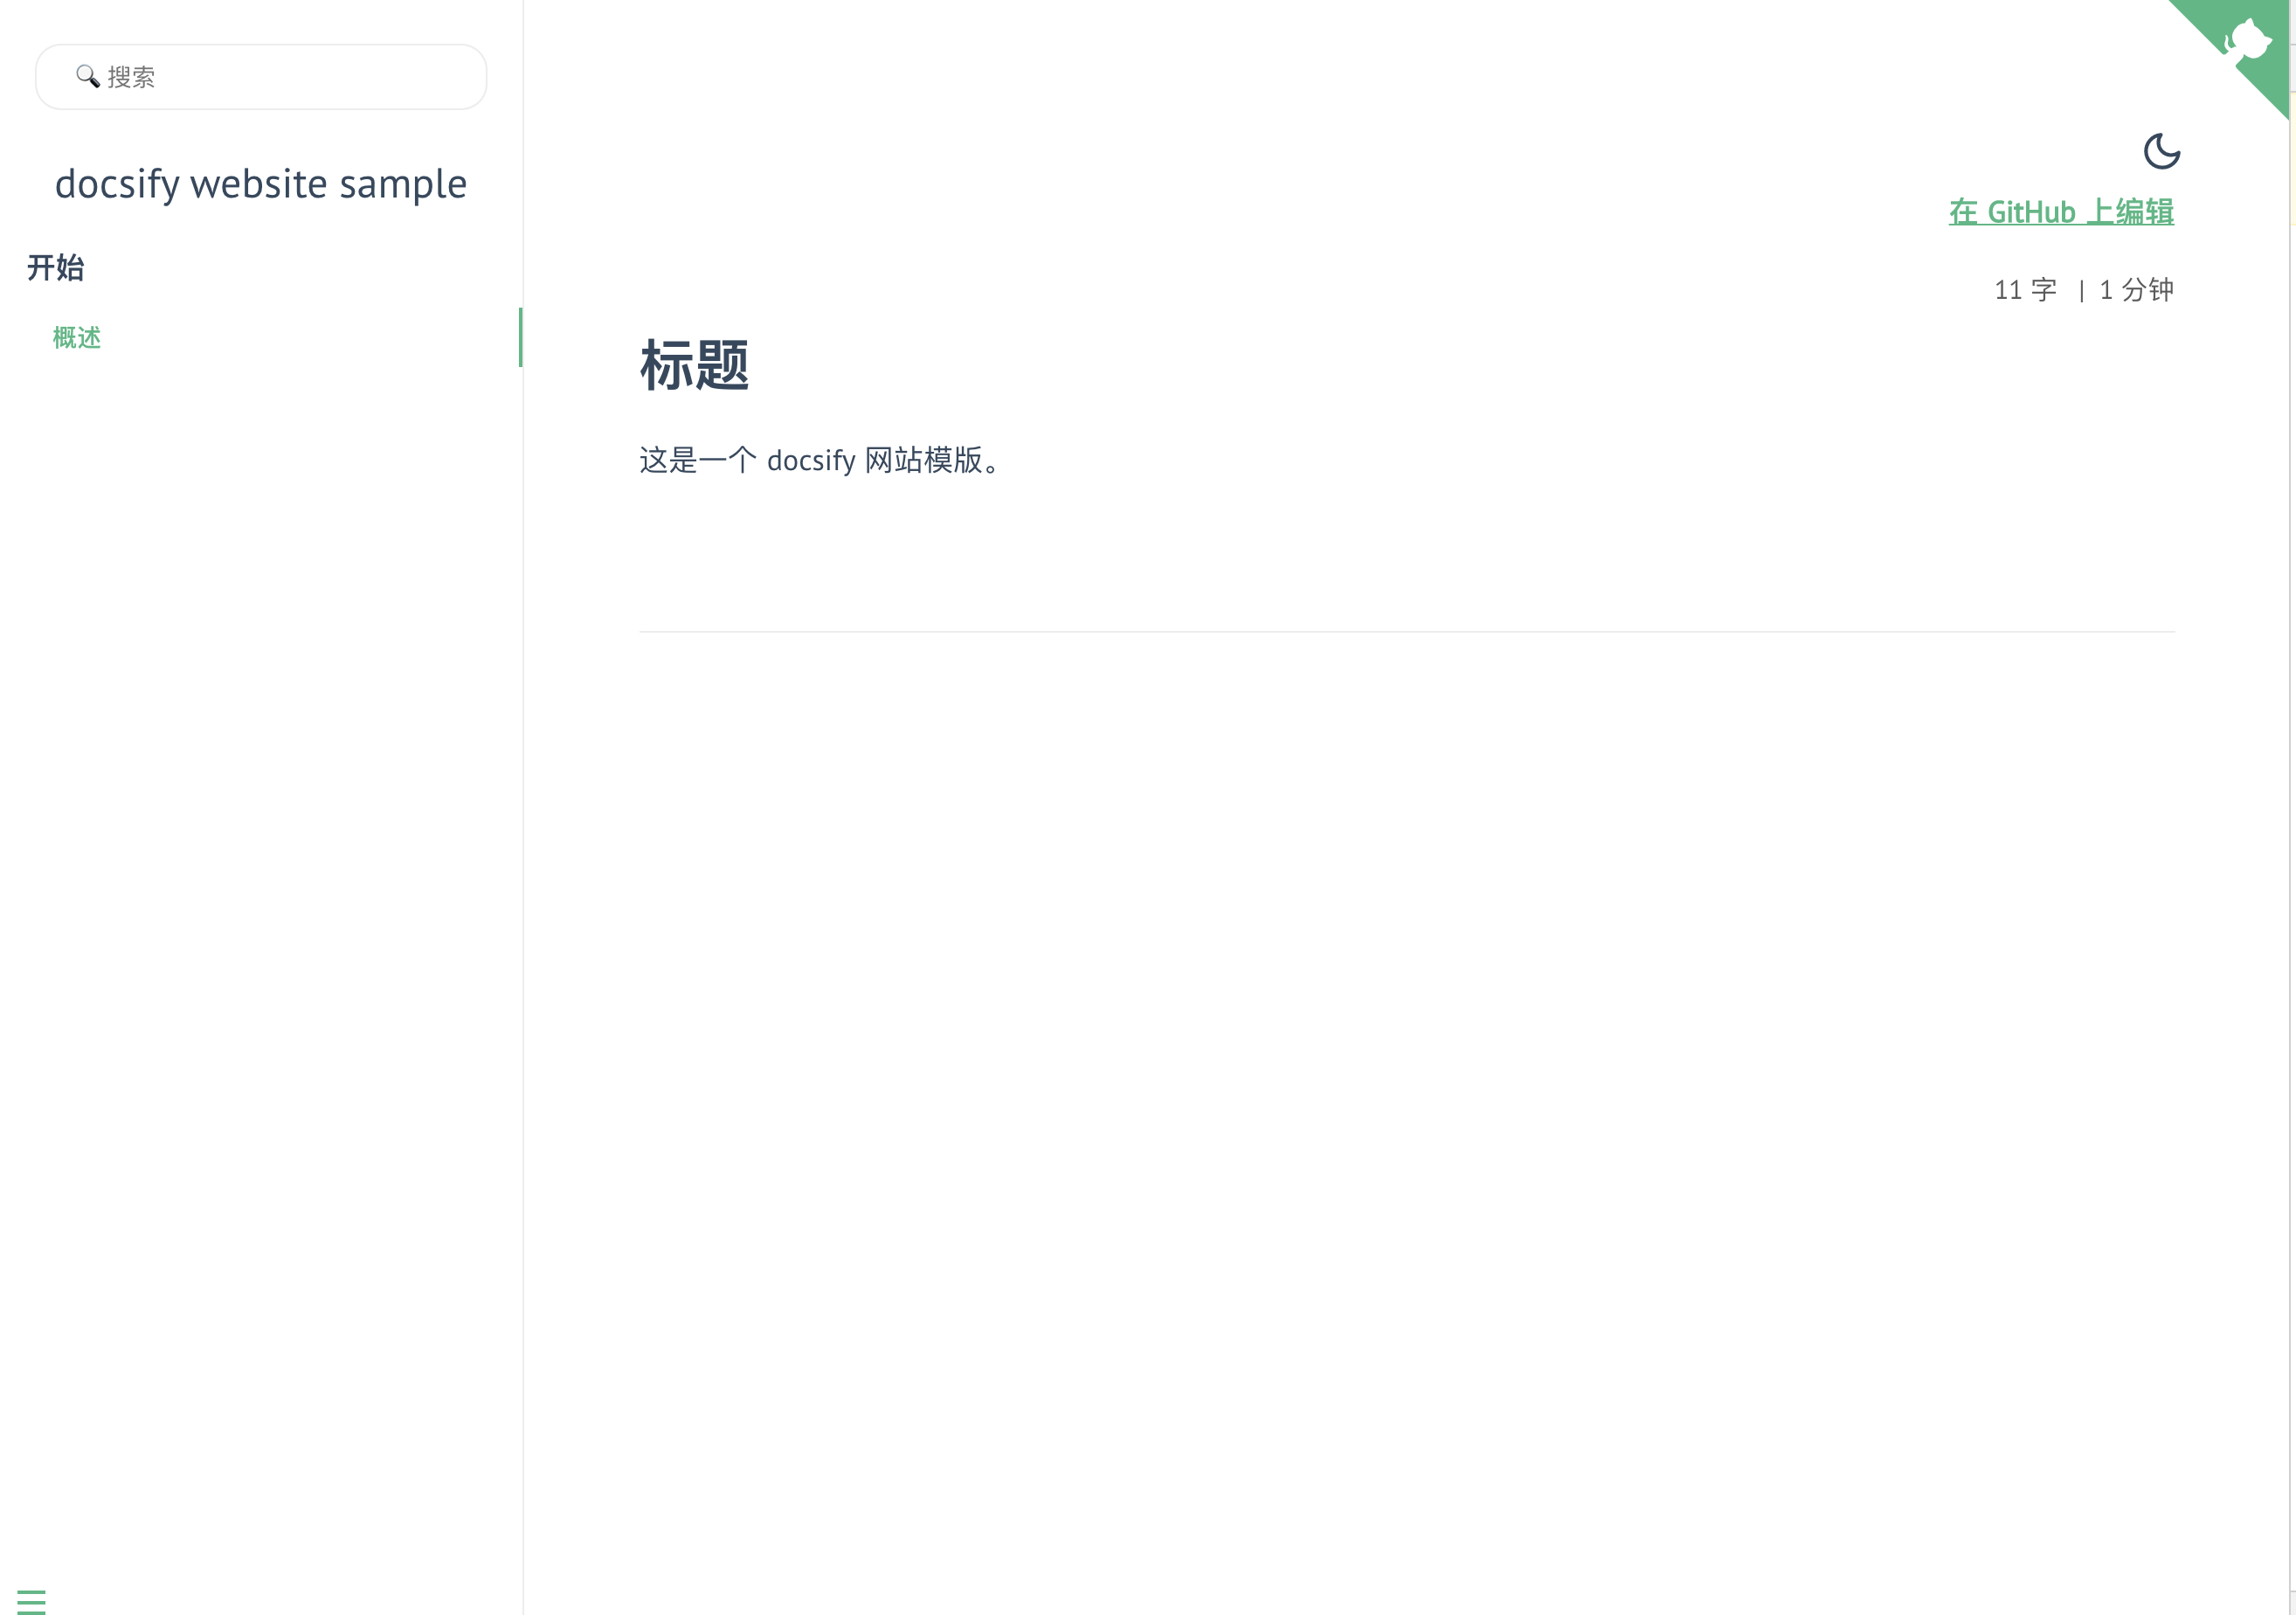 🔍 搜索
docsify website sample
开始
概述
在 GitHub 上编辑
11 字 | 1 分钟
标题
这是一个 docsify 网站模版。